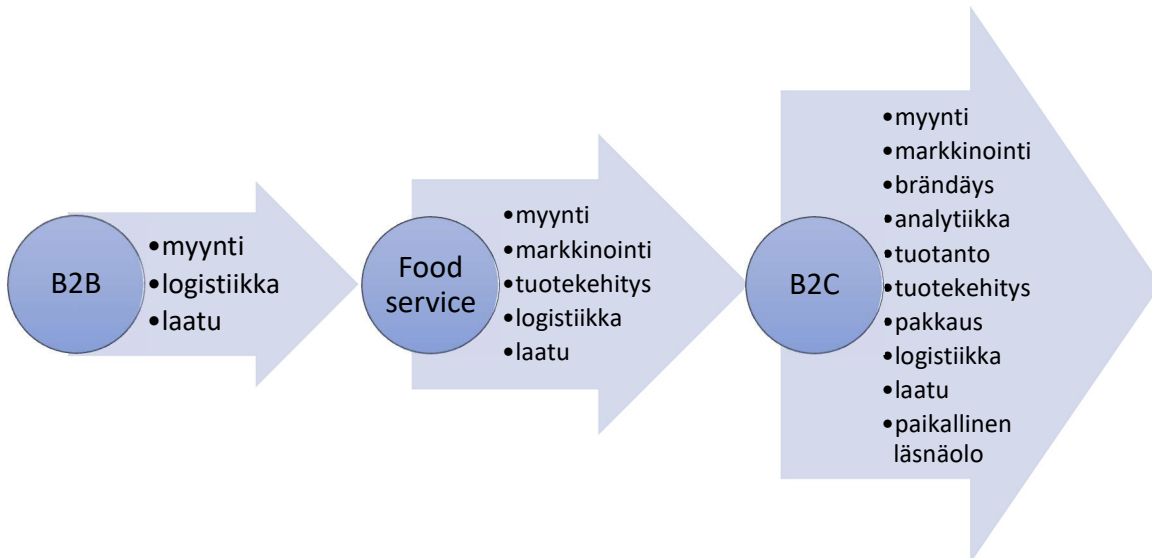 B2B
•myynti
•logistiikka
•laatu
Food
service
•myynti
•markkinointi
•tuotekehitys
•logistiikka
•laatu
B2C
•myynti
•markkinointi
•brändäys
•analytiikka
•tuotanto
•tuotekehitys
•pakkaus
•logistiikka
•laatu
•paikallinen
läsnäolo